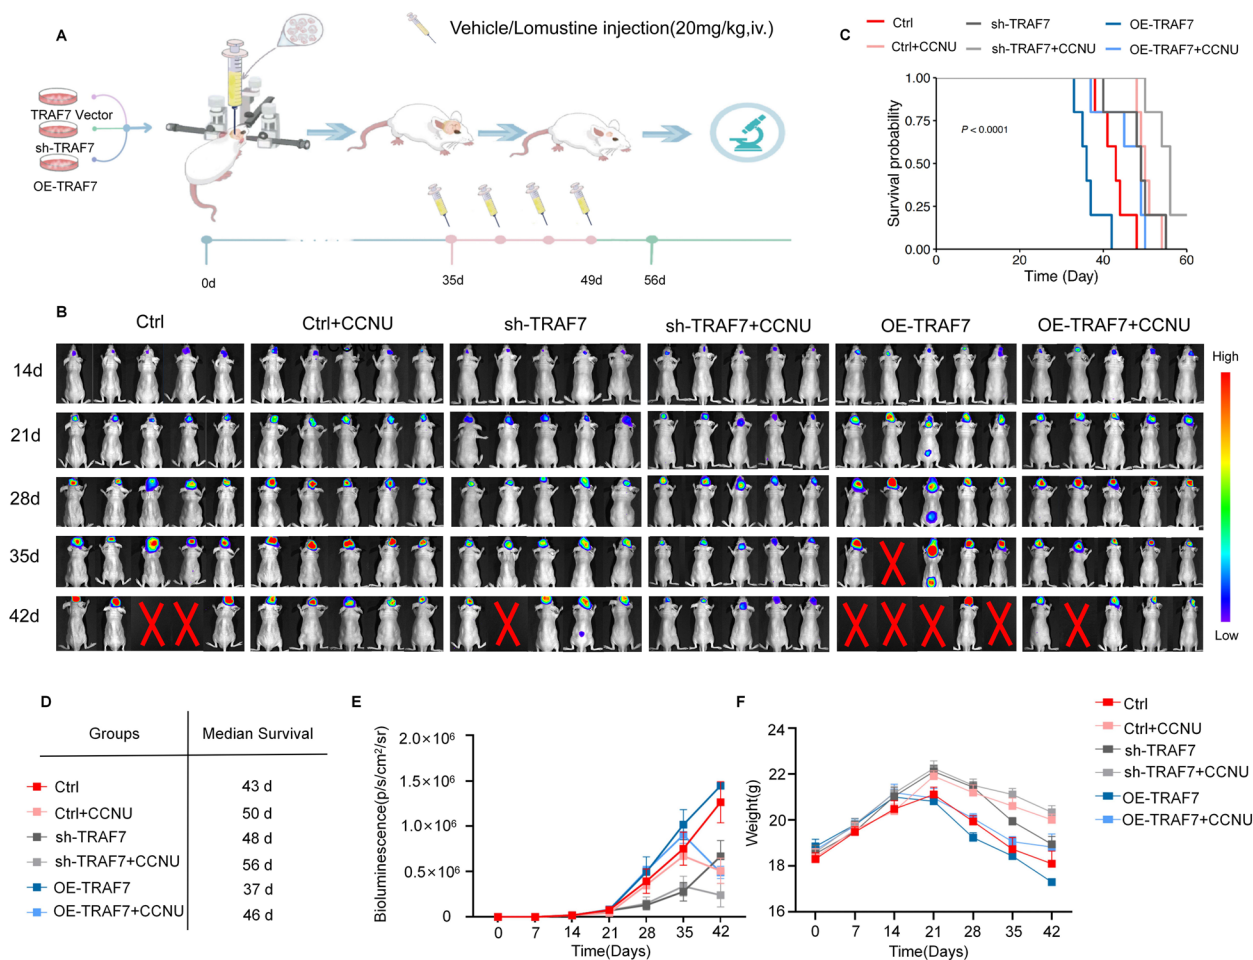 A
Vehicle/Lomustine injection(20mg/kg,iv.)
TRAF7 Vector
sh-TRAF7
OE-TRAF7
0d
35d
49d
56d
C
Ctrl
sh-TRAF7
OE-TRAF7
Ctrl+CCNU
sh-TRAF7+CCNU
OE-TRAF7+CCNU
Survival probability
1.00
0.75
0.50
0.25
0.00
P < 0.0001
0
20
40
60
Time (Day)
B
Ctrl
Ctrl+CCNU
sh-TRAF7
sh-TRAF7+CCNU
OE-TRAF7
OE-TRAF7+CCNU
14d
21d
28d
35d
42d
High
Low
D
Groups
Median Survival
Ctrl
43 d
Ctrl+CCNU
50 d
sh-TRAF7
48 d
sh-TRAF7+CCNU
56 d
OE-TRAF7
37 d
OE-TRAF7+CCNU
46 d
E
Bioluminescence(p/s/cm²/sr)
2.0×10⁶
1.5×10⁶
1.0×10⁶
0.5×10⁶
0.0
0 7 14 21 28 35 42
Time(Days)
F
Weight(g)
24
22
20
18
16
0 7 14 21 28 35 42
Time(Days)
Ctrl
Ctrl+CCNU
sh-TRAF7
sh-TRAF7+CCNU
OE-TRAF7
OE-TRAF7+CCNU